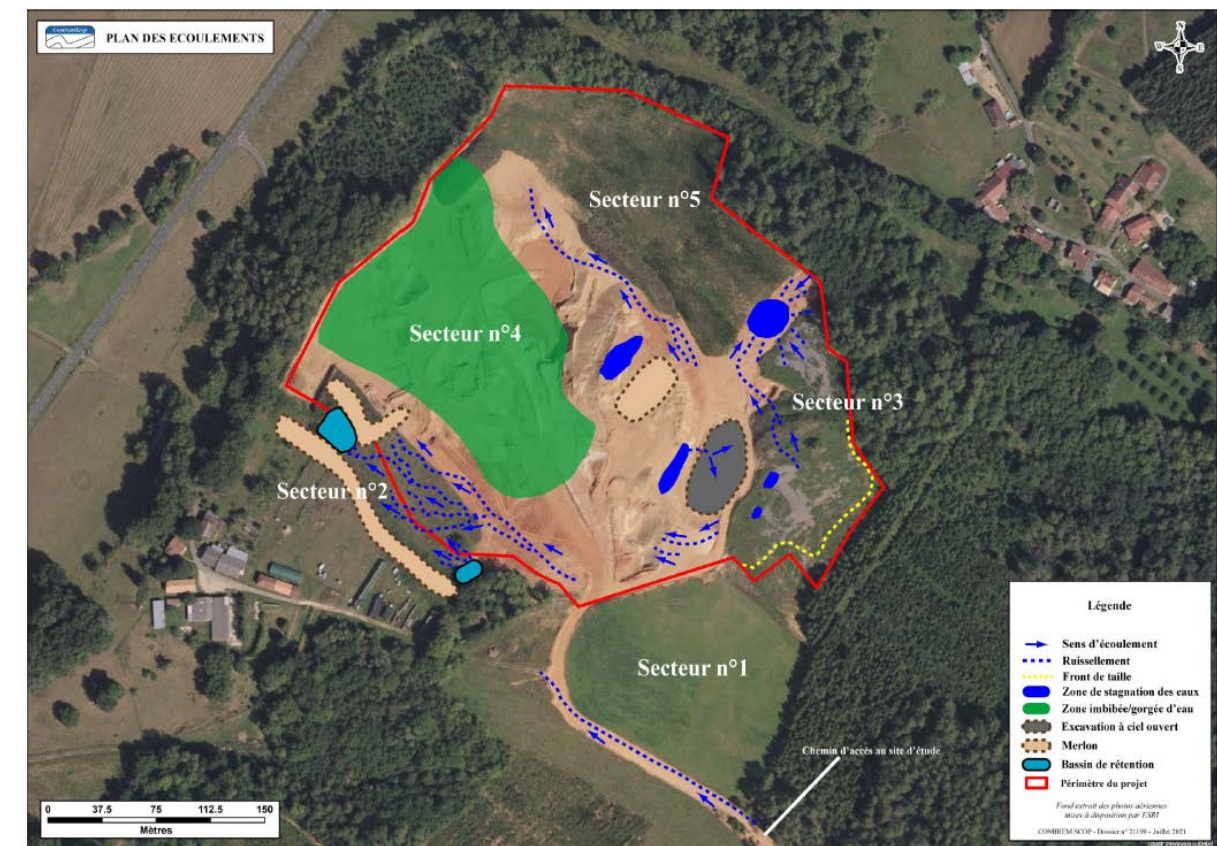 PLAN DES ECOULEMENTS
N
W E
S
Secteur n°5
Secteur n°4
Secteur n°3
Secteur n°2
Secteur n°1
Chemin d'accès au site d'étude
0 37.5 75 112.5 150
Mètres
Légende
Sens d'écoulement
Ruissellement
Front de taille
Zone de stagnation des eaux
Zone imbibée/gorgée d'eau
Excavation à ciel ouvert
Merlon
Bassin de rétention
Périmètre du projet
Fond extrait des photos aériennes
mises à disposition par ESRI
COMIREM SCOP - Dossier n° 21199 - Juillet 2021